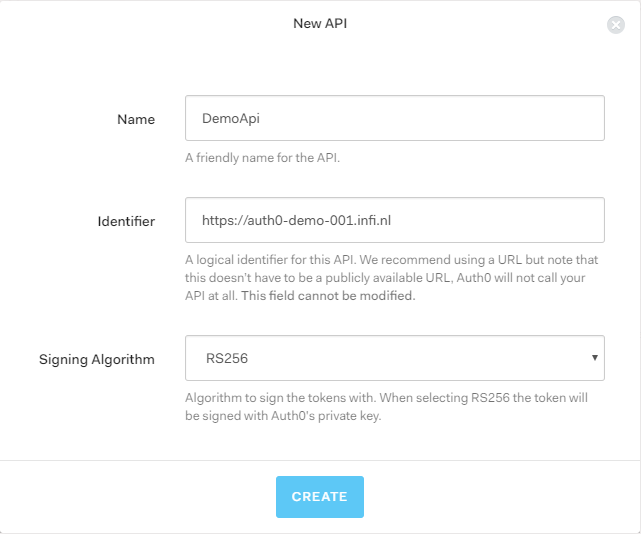 New API
Name
DemoApi
A friendly name for the API.
Identifier
https://auth0-demo-001.infi.nl
A logical identifier for this API. We recommend using a URL but note that
this doesn't have to be a publicly available URL, Auth0 will not call your
API at all. This field cannot be modified.
Signing Algorithm
RS256
Algorithm to sign the tokens with. When selecting RS256 the token will
be signed with Auth0's private key.
CREATE